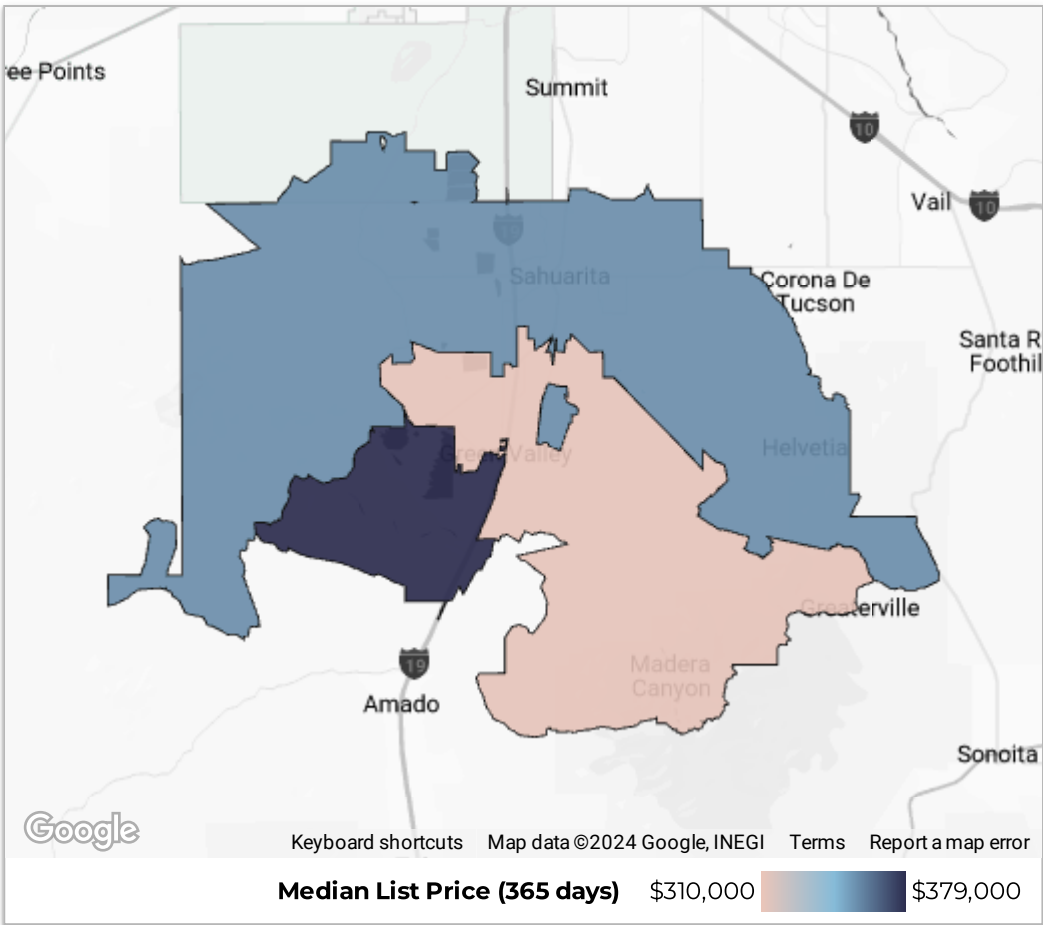 ree Points
Summit
10
Vail
10
19
Sahuarita
Corona De
Tucson
Santa R
Foothil
Green Valley
Helvetia
Greaterville
Madera
Canyon
19
Amado
Sonoita
Google
Keyboard shortcuts Map data ©2024 Google, INEGI Terms Report a map error
Median List Price (365 days) $310,000 $379,000